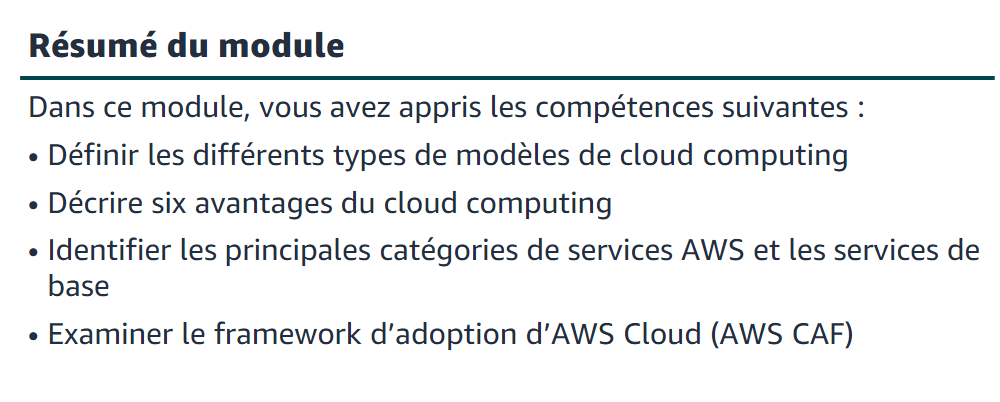 Résumé du module
Dans ce module, vous avez appris les compétences suivantes :
• Définir les différents types de modèles de cloud computing
• Décrire six avantages du cloud computing
• Identifier les principales catégories de services AWS et les services de
base
• Examiner le framework d’adoption d’AWS Cloud (AWS CAF)